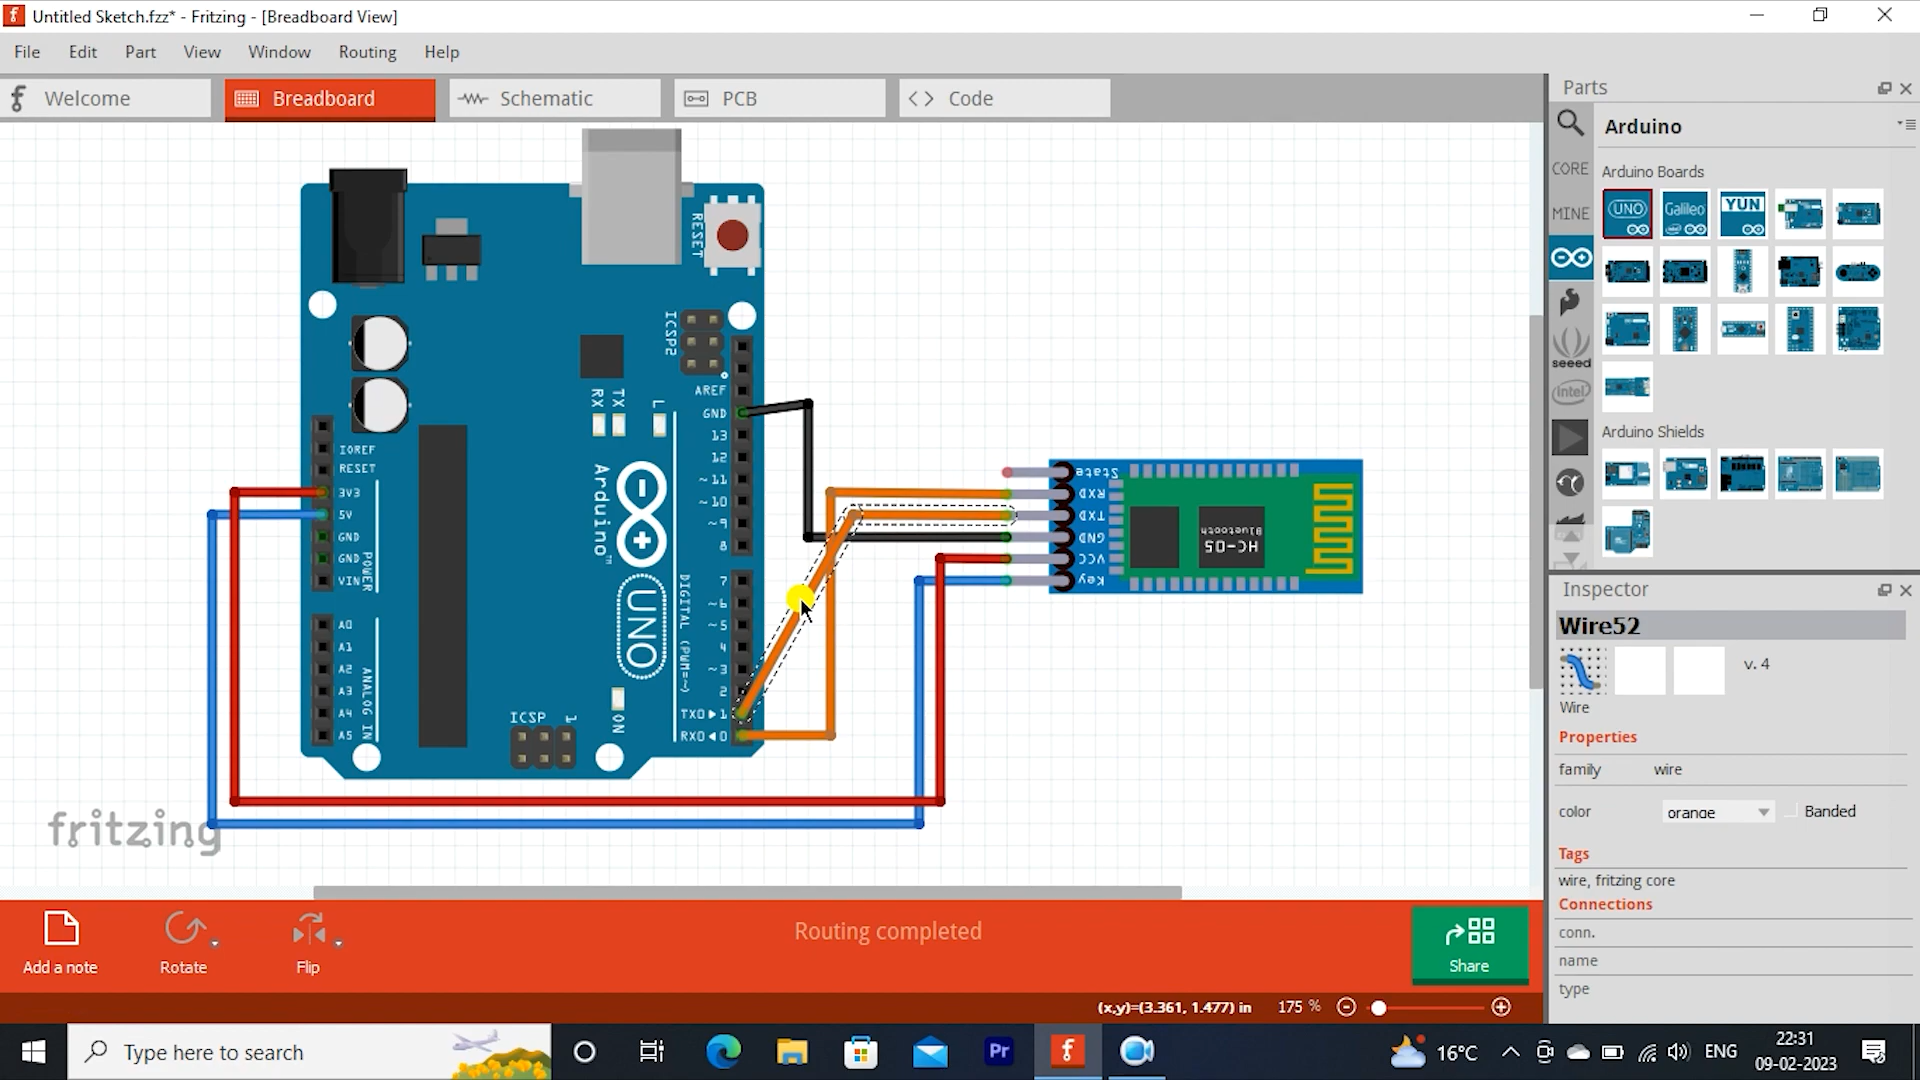 Untitled Sketch.fzz* - Fritzing - [Breadboard View]
File Edit Part View Window Routing Help
Welcome
Breadboard
Schematic
PCB
Code
RESET
ICSP2
AREF
GND
13
12
~11
~10
~9
8
7
~6
~5
4
~3
2
TX0▶1
RX0◀0
RX
TX
L
Arduino™
UNO
DIGITAL (PWM=~)
ON
ICSP
1
IOREF
RESET
3V3
5V
GND
GND
VIN
POWER
A0
A1
A2
A3
A4
A5
ANALOG IN
State
RXD
TXD
GND
VCC
Key
HC-05
Bluetooth
fritzing
Parts
Arduino
CORE
MINE
seeed
intel
Arduino Boards
UNO
Galileo
YUN
Arduino Shields
Inspector
Wire52
v. 4
Wire
Properties
family wire
color orange Banded
Tags
wire, fritzing core
Connections
conn.
name
type
Add a note
Rotate
Flip
Routing completed
Share
(x,y)=(3.361, 1.477) in 175 %
Type here to search
Pr
16°C
ENG
22:31
09-02-2023